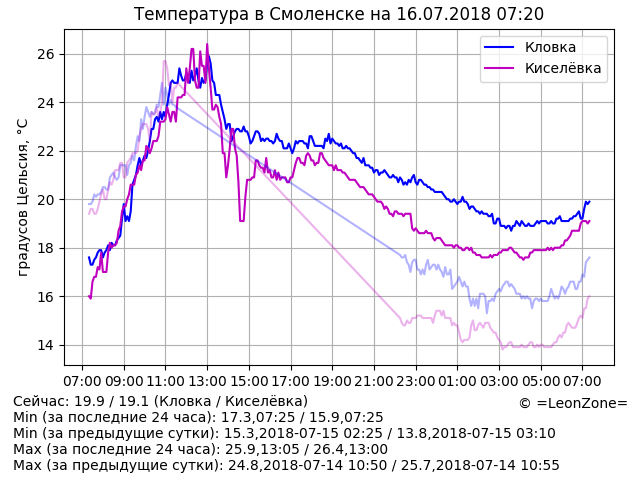 Температура в Смоленске на 16.07.2018 07:20
градусов Цельсия, °C
26
24
22
20
18
16
14
Кловка
Киселёвка
07:00 09:00 11:00 13:00 15:00 17:00 19:00 21:00 23:00 01:00 03:00 05:00 07:00
Сейчас: 19.9 / 19.1 (Кловка / Киселёвка)
© =LeonZone=
Min (за последние 24 часа): 17.3,07:25 / 15.9,07:25
Min (за предыдущие сутки): 15.3,2018-07-15 02:25 / 13.8,2018-07-15 03:10
Max (за последние 24 часа): 25.9,13:05 / 26.4,13:00
Max (за предыдущие сутки): 24.8,2018-07-14 10:50 / 25.7,2018-07-14 10:55